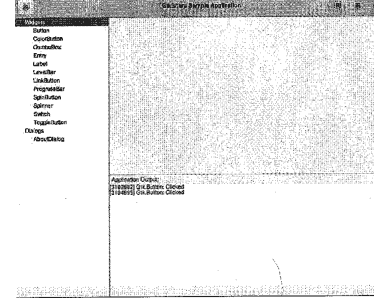 GtkSharp Sample Application
Widgets
Button
ColorButton
ComboBox
Entry
Label
LevelBar
LinkButton
ProgressBar
SpinButton
Spinner
Switch
ToggleButton
Dialogs
AboutDialog
Application Output:
Gtk.Button: Clicked
Gtk.Button: Clicked